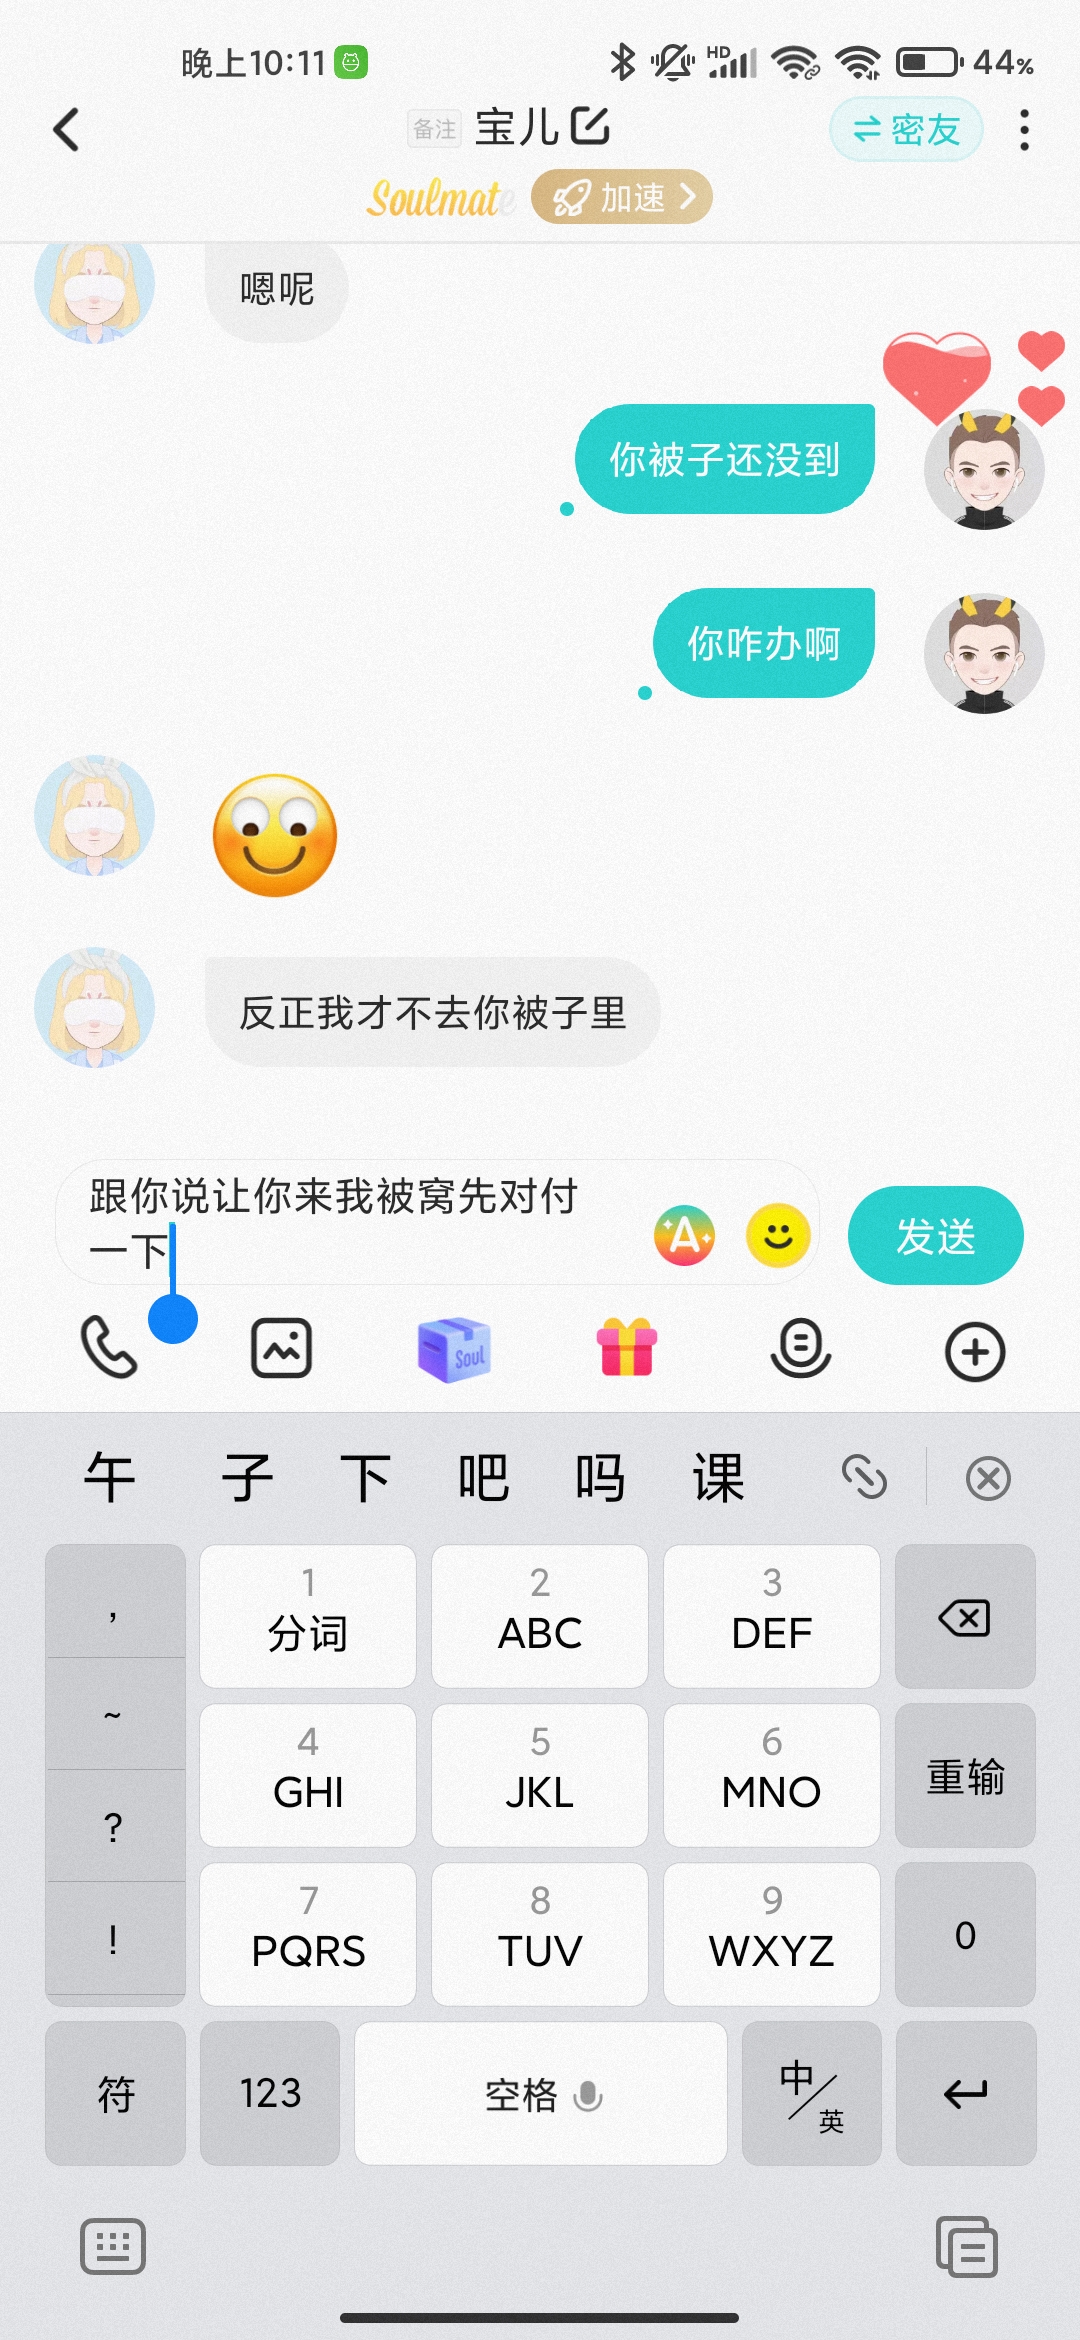 晚上10:11
HD
44%
备注 宝儿
密友
Soulmate
加速
嗯呢
你被子还没到
你咋办啊
反正我才不去你被子里
跟你说让你来我被窝先对付
一下
发送
Soul
午 子 下 吧 吗 课
,
~
?
!
1
分词
2
ABC
3
DEF
4
GHI
5
JKL
6
MNO
重输
7
PQRS
8
TUV
9
WXYZ
0
符
123
空格
中/英